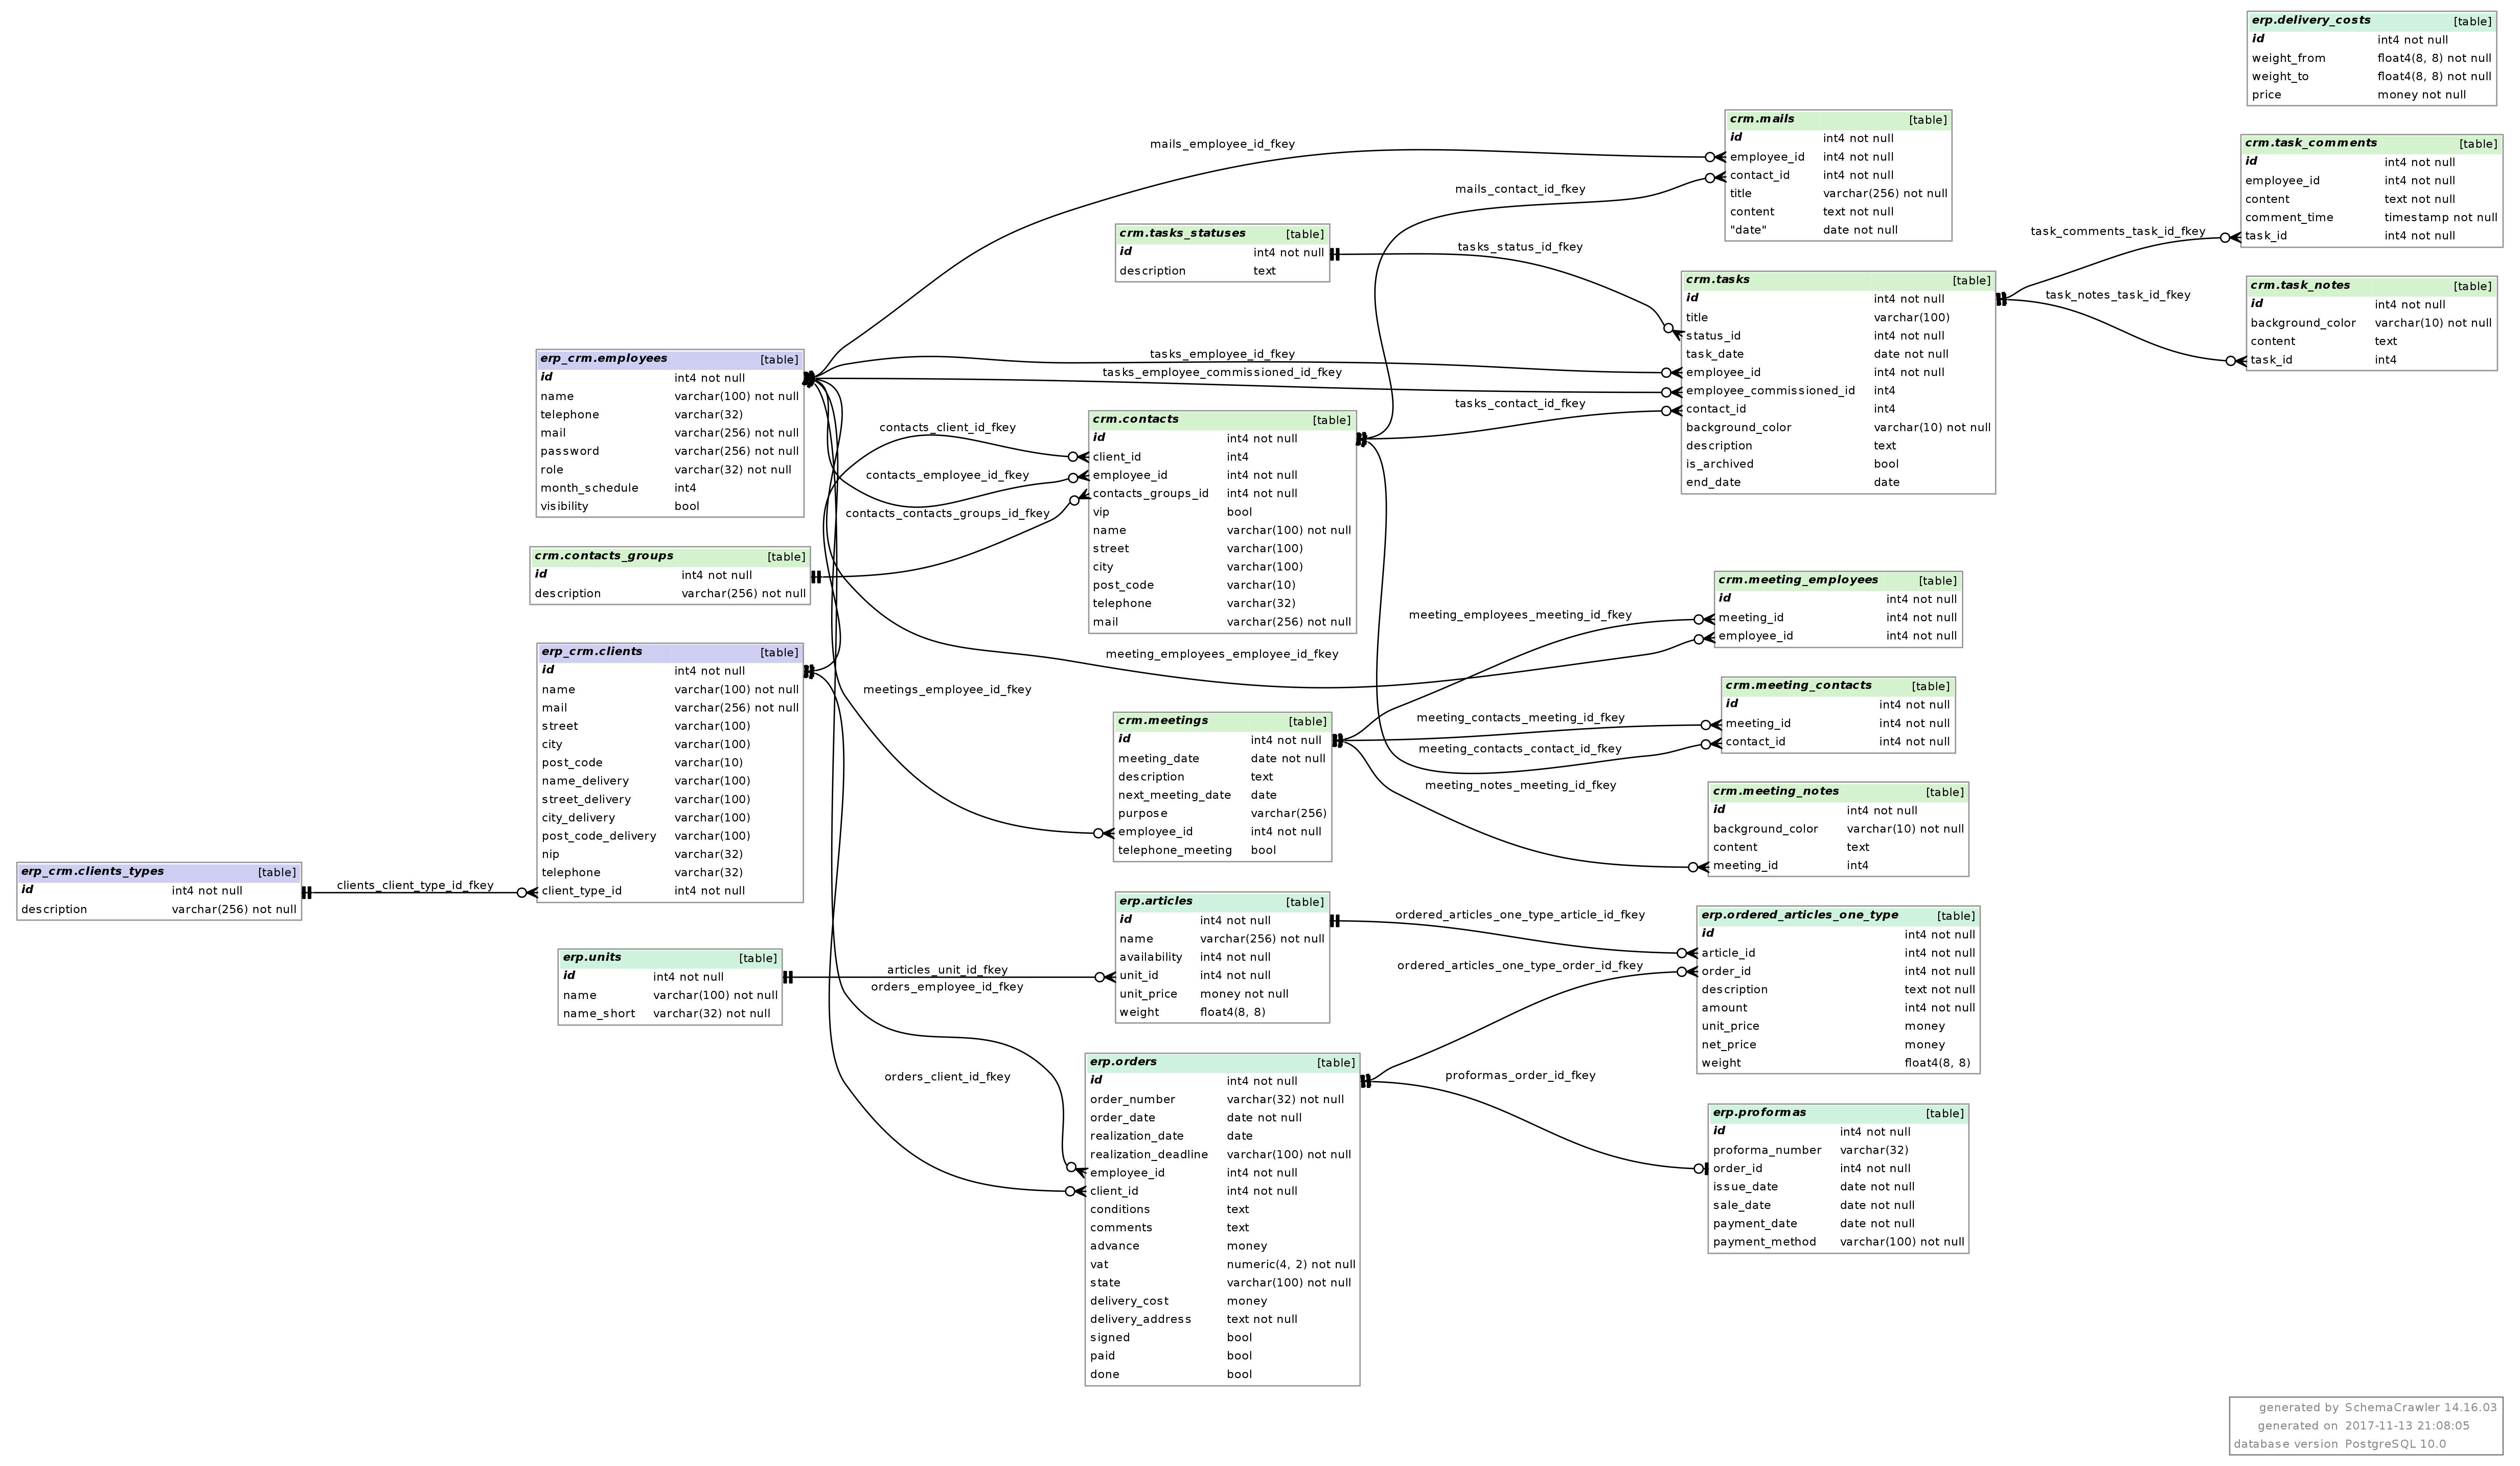 erp.delivery_costs [table]
id int4 not null
weight_from float4(8, 8) not null
weight_to float4(8, 8) not null
price money not null
crm.mails [table]
id int4 not null
employee_id int4 not null
contact_id int4 not null
title varchar(256) not null
content text not null
"date" date not null
crm.task_comments [table]
id int4 not null
employee_id int4 not null
content text not null
comment_time timestamp not null
task_id int4 not null
mails_employee_id_fkey
mails_contact_id_fkey
crm.tasks_statuses [table]
id int4 not null
description text
tasks_status_id_fkey
task_comments_task_id_fkey
task_notes_task_id_fkey
crm.tasks [table]
id int4 not null
title varchar(100)
status_id int4 not null
task_date date not null
employee_id int4 not null
employee_commissioned_id int4
contact_id int4
background_color varchar(10) not null
description text
is_archived bool
end_date date
crm.task_notes [table]
id int4 not null
background_color varchar(10) not null
content text
task_id int4
erp_crm.employees [table]
id int4 not null
name varchar(100) not null
telephone varchar(32)
mail varchar(256) not null
password varchar(256) not null
role varchar(32) not null
month_schedule int4
visibility bool
tasks_employee_id_fkey
tasks_employee_commissioned_id_fkey
tasks_contact_id_fkey
contacts_client_id_fkey
contacts_employee_id_fkey
contacts_contacts_groups_id_fkey
crm.contacts [table]
id int4 not null
client_id int4
employee_id int4 not null
contacts_groups_id int4 not null
vip bool
name varchar(100) not null
street varchar(100)
city varchar(100)
post_code varchar(10)
telephone varchar(32)
mail varchar(256) not null
crm.contacts_groups [table]
id int4 not null
description varchar(256) not null
crm.meeting_employees [table]
id int4 not null
meeting_id int4 not null
employee_id int4 not null
meeting_employees_meeting_id_fkey
meeting_employees_employee_id_fkey
erp_crm.clients [table]
id int4 not null
name varchar(100) not null
mail varchar(256) not null
street varchar(100)
city varchar(100)
post_code varchar(10)
name_delivery varchar(100)
street_delivery varchar(100)
city_delivery varchar(100)
post_code_delivery varchar(100)
nip varchar(32)
telephone varchar(32)
client_type_id int4 not null
meetings_employee_id_fkey
crm.meeting_contacts [table]
id int4 not null
meeting_id int4 not null
contact_id int4 not null
meeting_contacts_meeting_id_fkey
meeting_contacts_contact_id_fkey
meeting_notes_meeting_id_fkey
crm.meetings [table]
id int4 not null
meeting_date date not null
description text
next_meeting_date date
purpose varchar(256)
employee_id int4 not null
telephone_meeting bool
crm.meeting_notes [table]
id int4 not null
background_color varchar(10) not null
content text
meeting_id int4
erp_crm.clients_types [table]
id int4 not null
description varchar(256) not null
clients_client_type_id_fkey
erp.articles [table]
id int4 not null
name varchar(256) not null
availability int4 not null
unit_id int4 not null
unit_price money not null
weight float4(8, 8)
ordered_articles_one_type_article_id_fkey
ordered_articles_one_type_order_id_fkey
erp.ordered_articles_one_type [table]
id int4 not null
article_id int4 not null
order_id int4 not null
description text not null
amount int4 not null
unit_price money
net_price money
weight float4(8, 8)
erp.units [table]
id int4 not null
name varchar(100) not null
name_short varchar(32) not null
articles_unit_id_fkey
orders_employee_id_fkey
orders_client_id_fkey
erp.orders [table]
id int4 not null
order_number varchar(32) not null
order_date date not null
realization_date date
realization_deadline varchar(100) not null
employee_id int4 not null
client_id int4 not null
conditions text
comments text
advance money
vat numeric(4, 2) not null
state varchar(100) not null
delivery_cost money
delivery_address text not null
signed bool
paid bool
done bool
proformas_order_id_fkey
erp.proformas [table]
id int4 not null
proforma_number varchar(32)
order_id int4 not null
issue_date date not null
sale_date date not null
payment_date date not null
payment_method varchar(100) not null
generated by SchemaCrawler 14.16.03
generated on 2017-11-13 21:08:05
database version PostgreSQL 10.0